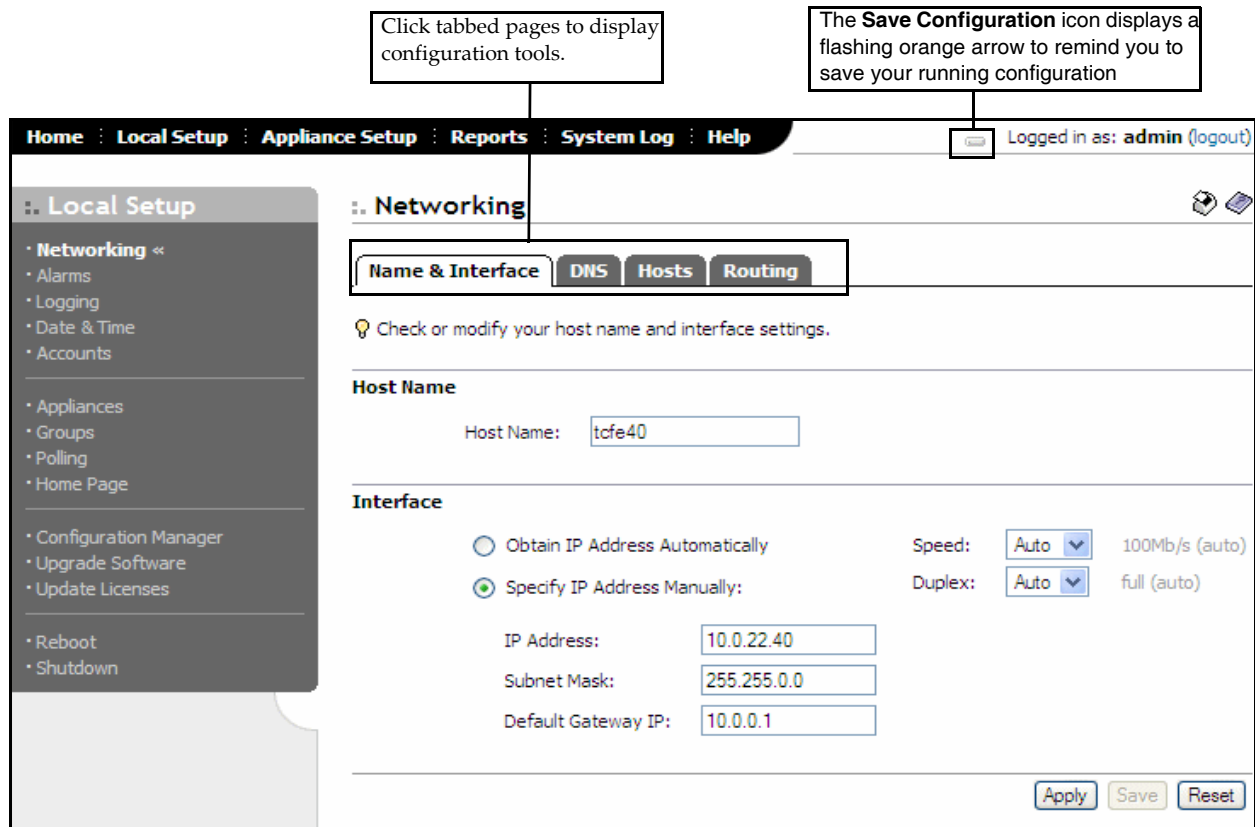 Click tabbed pages to display
configuration tools.
The Save Configuration icon displays a
flashing orange arrow to remind you to
save your running configuration
Home Local Setup Appliance Setup Reports System Log Help
Logged in as: admin (logout)
:. Local Setup
· Networking «
· Alarms
· Logging
· Date & Time
· Accounts
· Appliances
· Groups
· Polling
· Home Page
· Configuration Manager
· Upgrade Software
· Update Licenses
· Reboot
· Shutdown
:. Networking
Name & Interface DNS Hosts Routing
Check or modify your host name and interface settings.
Host Name
Host Name: tcfe40
Interface
Obtain IP Address Automatically Speed: Auto 100Mb/s (auto)
Specify IP Address Manually: Duplex: Auto full (auto)
IP Address: 10.0.22.40
Subnet Mask: 255.255.0.0
Default Gateway IP: 10.0.0.1
Apply Save Reset